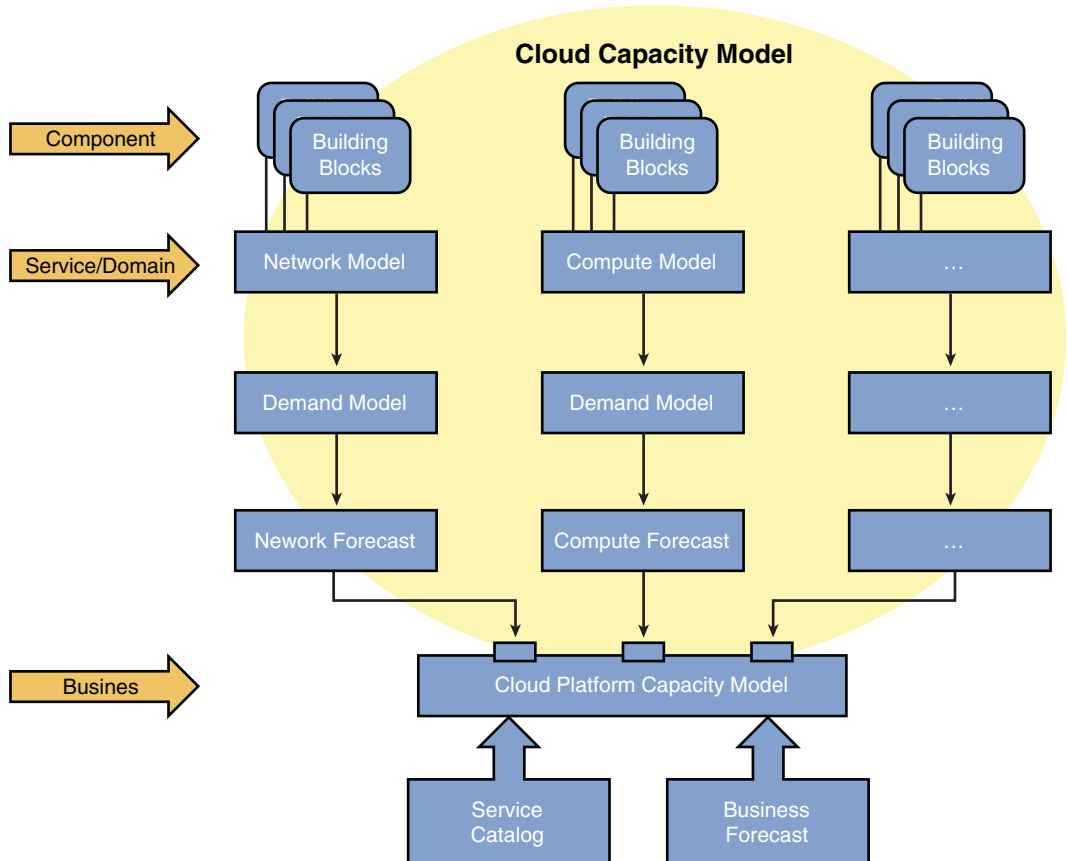 Cloud Capacity Model
Component
Building
Blocks
Building
Blocks
Building
Blocks
Service/Domain
Network Model
Compute Model
...
Demand Model
Demand Model
...
Nework Forecast
Compute Forecast
...
Busines
Cloud Platform Capacity Model
Service
Catalog
Business
Forecast